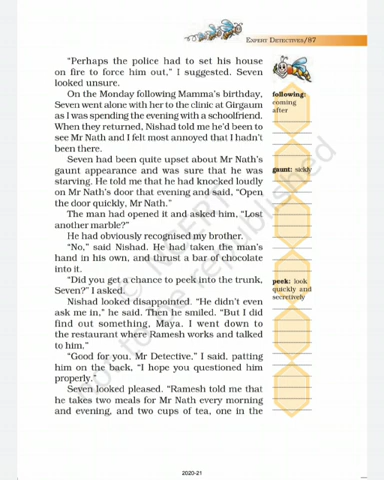 EXPERT DETECTIVES/87
"Perhaps the police had to set his house
on fire to force him out," I suggested. Seven
looked unsure.
On the Monday following Mamma's birthday,
Seven went alone with her to the clinic at Girgaum
as I was spending the evening with a schoolfriend.
When they returned, Nishad told me he'd been to
see Mr Nath and I felt most annoyed that I hadn't
been there.
Seven had been quite upset about Mr Nath's
gaunt appearance and was sure that he was
starving. He told me that he had knocked loudly
on Mr Nath's door that evening and said, "Open
the door quickly, Mr Nath."
The man had opened it and asked him, "Lost
another marble?"
He had obviously recognised my brother.
"No," said Nishad. He had taken the man's
hand in his own, and thrust a bar of chocolate
into it.
"Did you get a chance to peek into the trunk,
Seven?" I asked.
Nishad looked disappointed. "He didn't even
ask me in," he said. Then he smiled. "But I did
find out something, Maya. I went down to
the restaurant where Ramesh works and talked
to him."
"Good for you, Mr Detective," I said, patting
him on the back, "I hope you questioned him
properly."
Seven looked pleased. "Ramesh told me that
he takes two meals for Mr Nath every morning
and evening, and two cups of tea, one in the
following:
coming
after
gaunt: sickly
peek: look
quickly and
secretively
not to be republished
2020-21